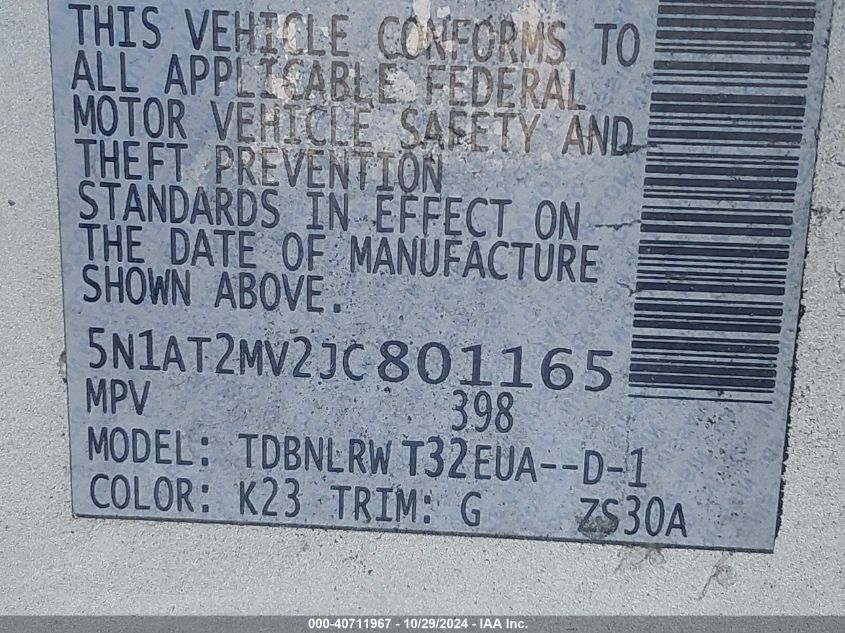 THIS VEHICLE CONFORMS TO
ALL APPLICABLE FEDERAL
MOTOR VEHICLE SAFETY AND
THEFT PREVENTION
STANDARDS IN EFFECT ON
THE DATE OF MANUFACTURE
SHOWN ABOVE.
5N1AT2MV2JC801165
MPV 398
MODEL: TDBNLRW T32EUA--D-1
COLOR: K23 TRIM: G ZS30A
000-40711967 - 10/29/2024 - IAA Inc.